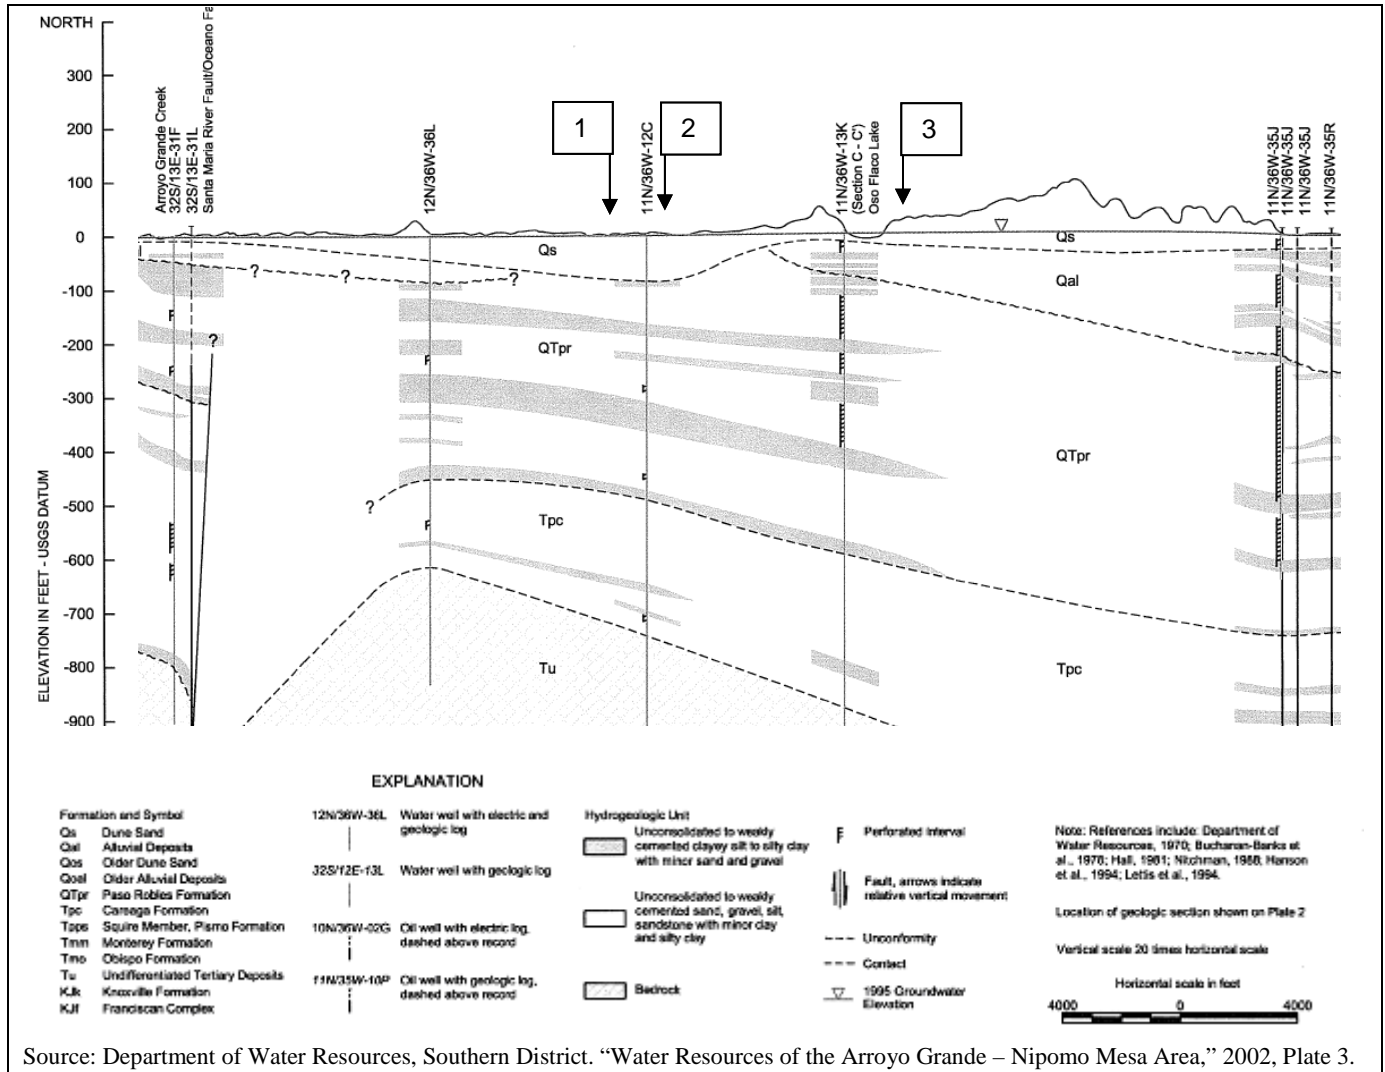 NORTH
300
200
100
0
-100
-200
-300
-400
-500
-600
-700
-800
-900
ELEVATION IN FEET - USGS DATUM
Arroyo Grande Creek
32S/13E-31F
32S/13E-31L
Santa Maria River Fault/Oceano Fa
12N/36W-36L
1
11N/36W-12C
2
11N/36W-13K
(Section C - C')
Oso Flaco Lake
3
11N/36W-35J
11N/36W-35J
11N/36W-35J
11N/36W-35R
Qs
Qs
Qal
?
?
?
?
QTpr
QTpr
?
Tpc
Tpc
Tu
EXPLANATION
Formation and Symbol
Qs Dune Sand
Qal Alluvial Deposits
Qos Older Dune Sand
Qoal Older Alluvial Deposits
QTpr Paso Robles Formation
Tpc Careaga Formation
Tpps Squire Member, Pismo Formation
Tmm Monterey Formation
Tmo Obispo Formation
Tu Undifferentiated Tertiary Deposits
KJk Knoxville Formation
KJf Franciscan Complex
12N/36W-36L Water well with electric and
geologic log
32S/12E-13L Water well with geologic log
10N/36W-02G Oil well with electric log,
dashed above record
11N/35W-10P Oil well with geologic log,
dashed above record
Hydrogeologic Unit
Unconsolidated to weakly
cemented clayey silt to silty clay
with minor sand and gravel
Unconsolidated to weakly
cemented sand, gravel, silt,
sandstone with minor clay
and silty clay
Bedrock
Perforated Interval
Fault, arrows indicate
relative vertical movement
Unconformity
Contact
1995 Groundwater
Elevation
Note: References include: Department of
Water Resources, 1970; Buchanan-Banks et
al., 1978; Hall, 1981; Nitchman, 1988; Hanson
et al., 1994; Lettis et al., 1994.
Location of geologic section shown on Plate 2
Vertical scale 20 times horizontal scale
Horizontal scale in feet
4000 0 4000
Source: Department of Water Resources, Southern District. “Water Resources of the Arroyo Grande – Nipomo Mesa Area,” 2002, Plate 3.